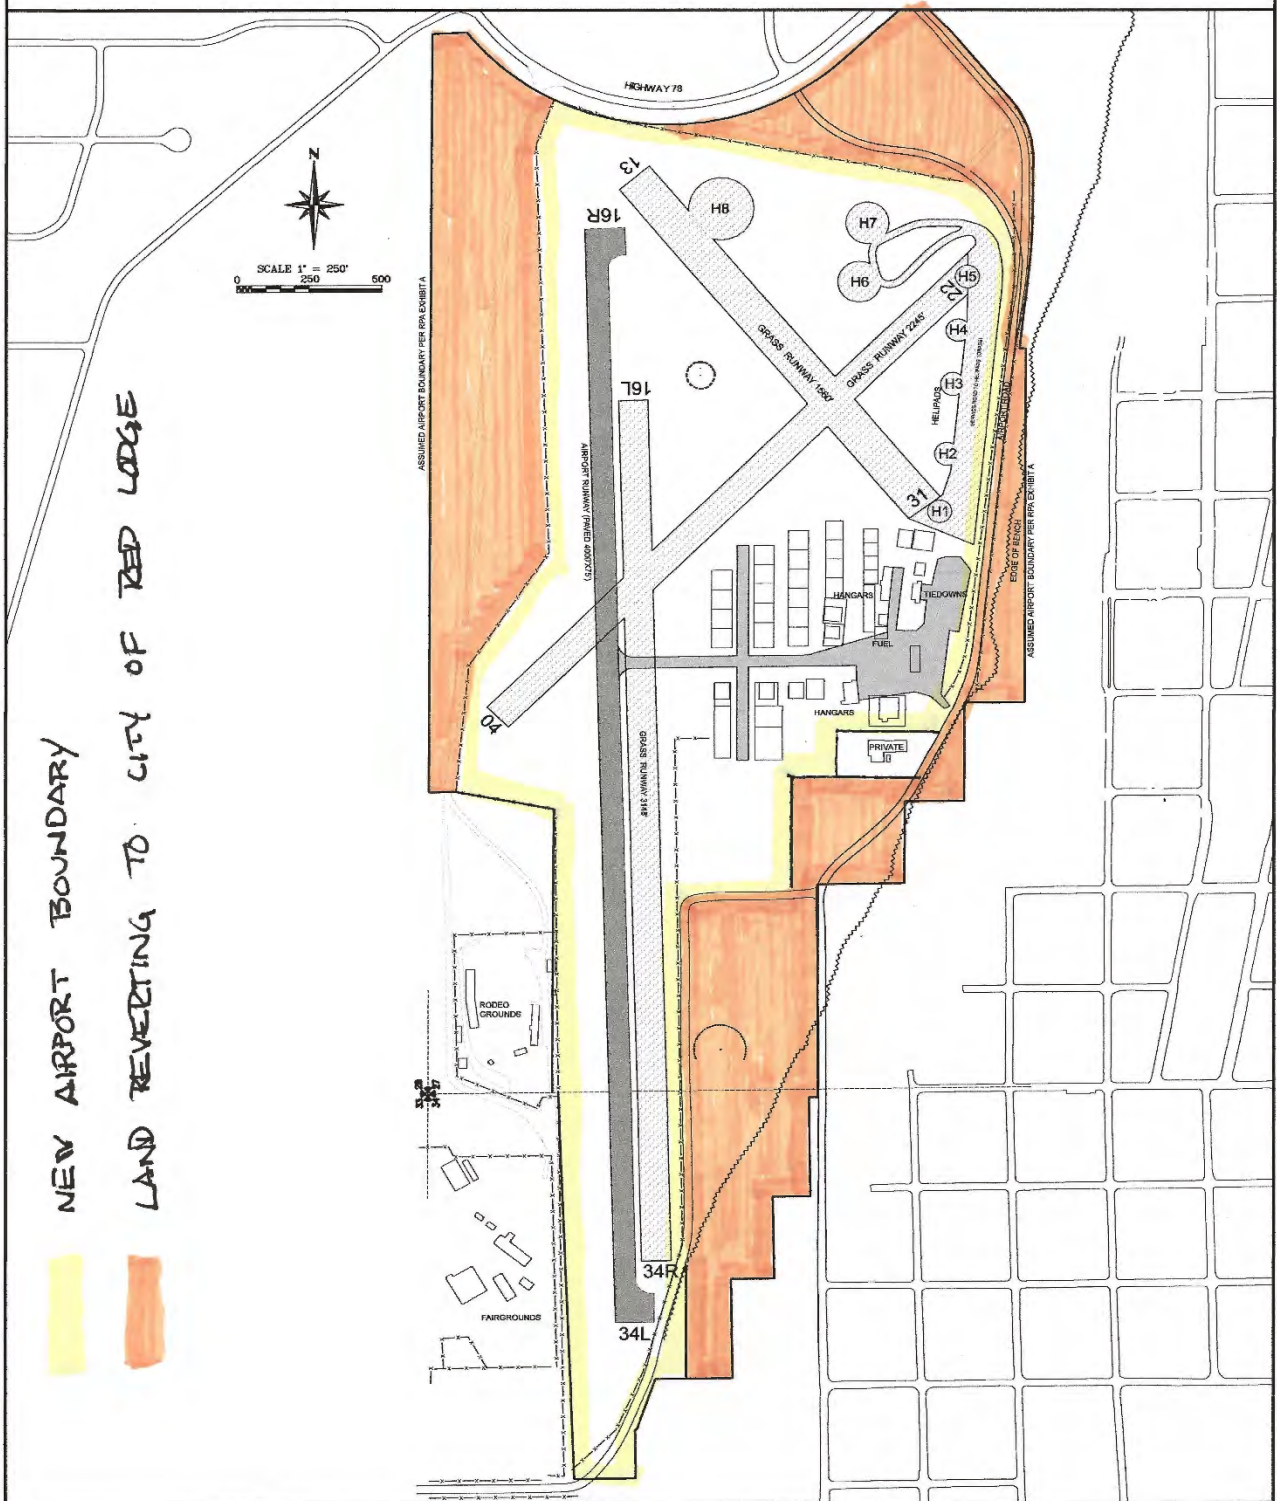 HIGHWAY 78
N
SCALE 1" = 250'
0 250 500
13
16R
H8
H7
H6
H5
22
H4
H3
H2
H1
31
GRASS RUNWAY 1560'
GRASS RUNWAY 2245'
HELIPADS
AIRPORT ROAD
16L
AIRPORT RUNWAY (PAVED 4000'X75')
ASSUMED AIRPORT BOUNDARY PER RPA EXHIBIT A
EDGE OF BENCH
ASSUMED AIRPORT BOUNDARY PER RPA EXHIBIT A
HANGARS
TIEDOWNS
FUEL
HANGARS
PRIVATE
04
GRASS RUNWAY 3148'
RODEO
GROUNDS
FAIRGROUNDS
34R
34L
NEW AIRPORT BOUNDARY
LAND REVERTING TO CITY OF RED LODGE